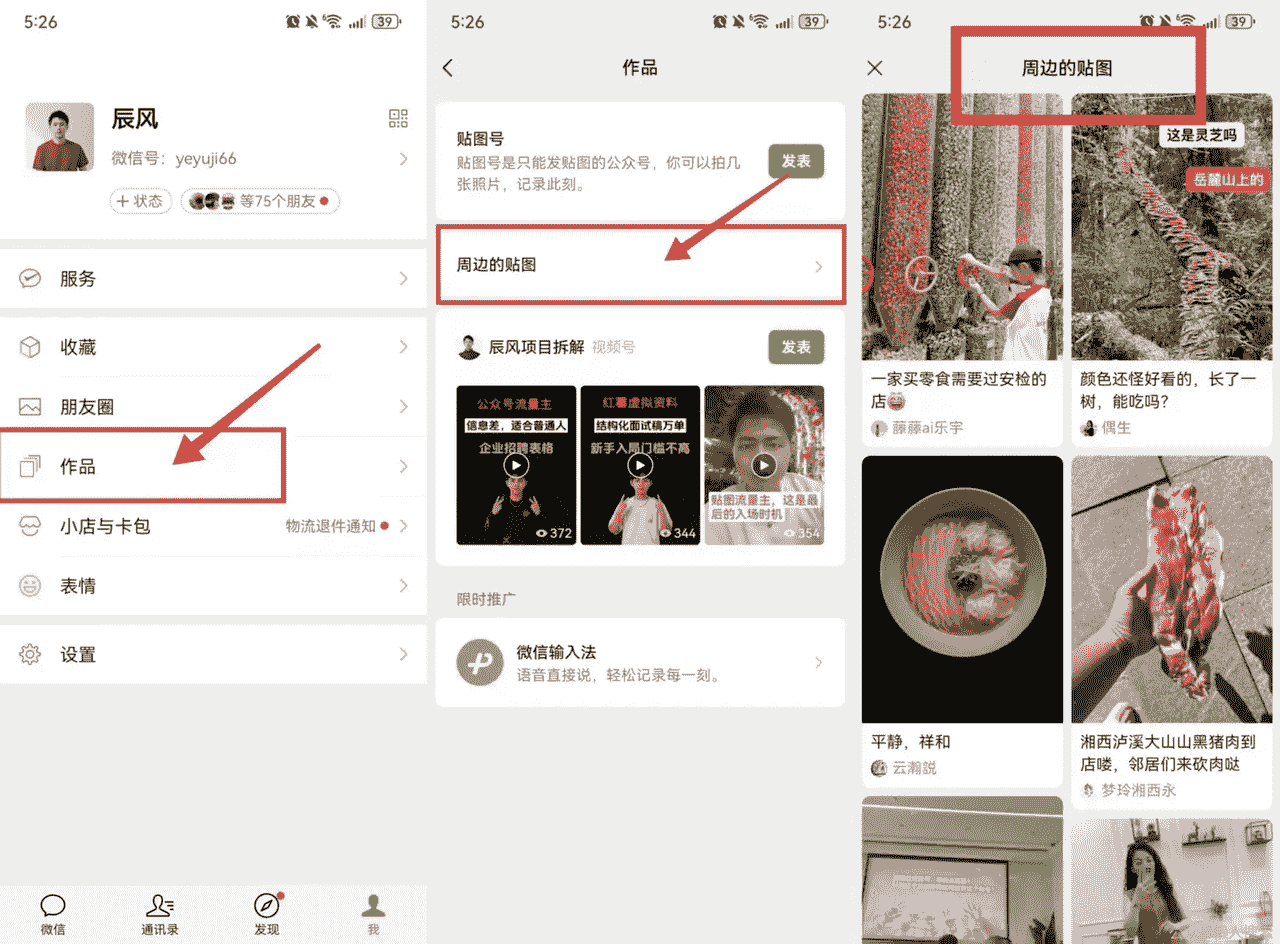 5:26
39
辰风
微信号：yeyuji66
+ 状态
等75个朋友
服务
收藏
朋友圈
作品
小店与卡包
物流退件通知
表情
设置
微信
通讯录
发现
我
5:26
39
作品
贴图号
贴图号是只能发贴图的公众号，你可以拍几
张照片，记录此刻。
发表
周边的贴图
辰风项目拆解 视频号
发表
公众号流量主
信息差，适合普通人
企业招聘表格
372
红薯虚拟资料
结构化面试稿万单
新手入局门槛不高
344
贴图流量主，这是最
后的入场时机
354
限时推广
微信输入法
语音直接说，轻松记录每一刻。
5:26
39
周边的贴图
一家买零食需要过安检的
店
藤藤ai乐宇
这是灵芝吗
岳麓山上的
颜色还怪好看的，长了一
树，能吃吗？
偶生
平静，祥和
云瀚説
湘西泸溪大山山黑猪肉到
店喽，邻居们来砍肉哒
梦玲湘西永